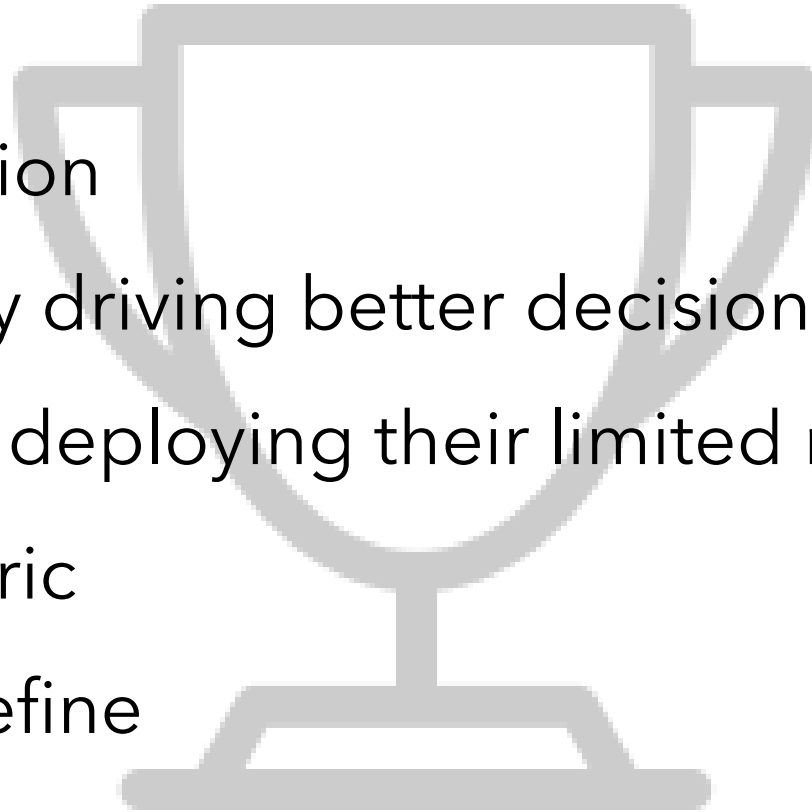 ion
y driving better decision
deploying their limited
ric
efine